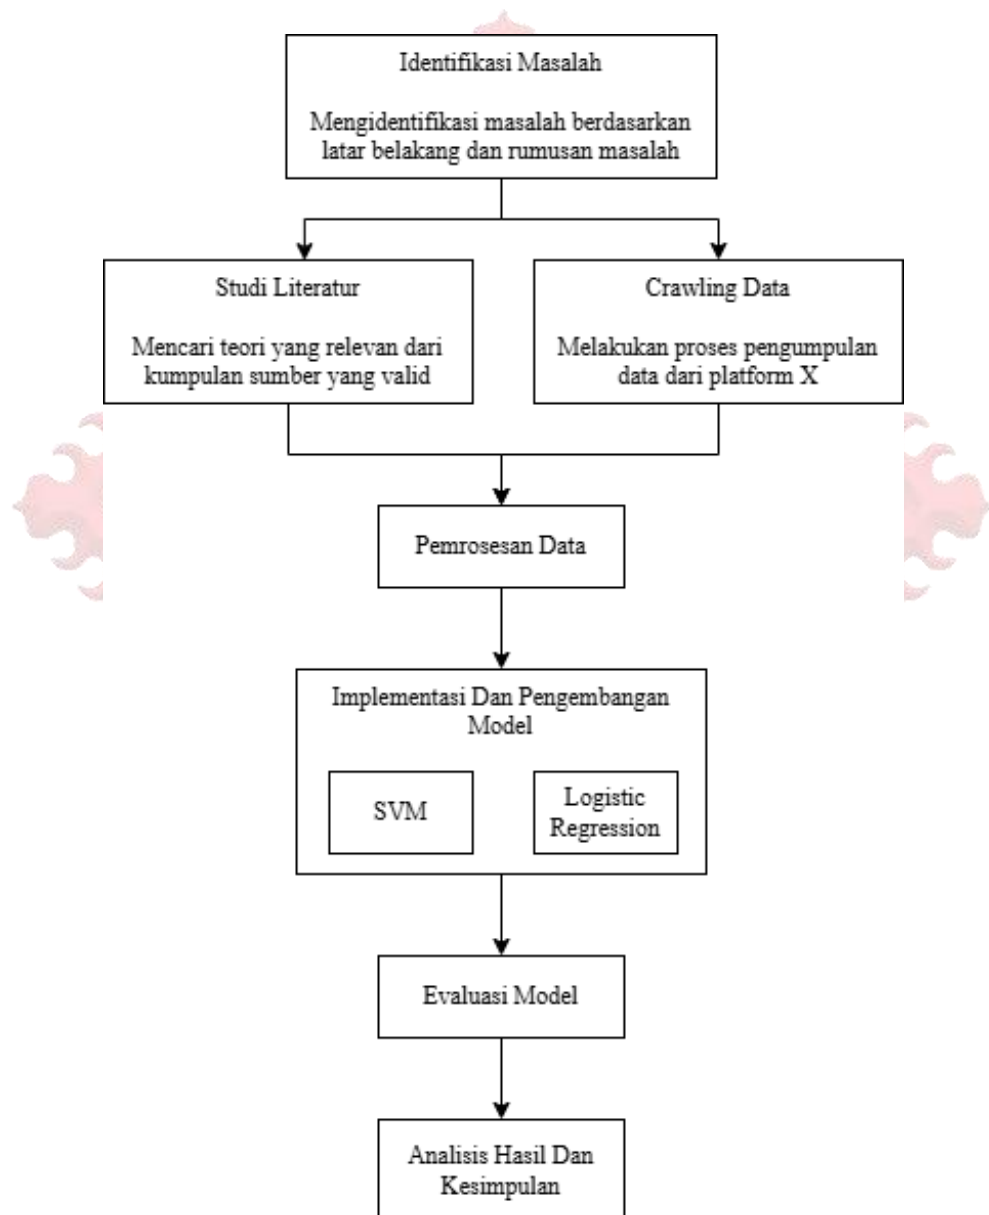 Identifikasi Masalah
Mengidentifikasi masalah berdasarkan
latar belakang dan rumusan masalah
Studi Literatur
Mencari teori yang relevan dari
kumpulan sumber yang valid
Crawling Data
Melakukan proses pengumpulan
data dari platform X
Pemrosesan Data
Implementasi Dan Pengembangan
Model
SVM
Logistic
Regression
Evaluasi Model
Analisis Hasil Dan
Kesimpulan